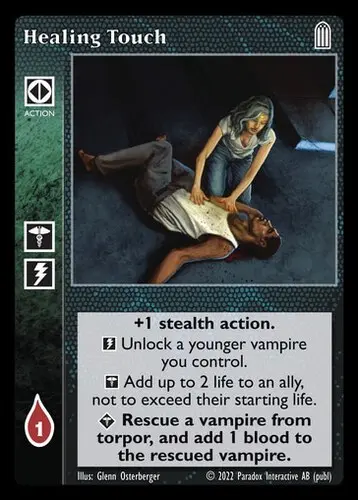 Healing Touch
ACTION
+1 stealth action.
Unlock a younger vampire
you control.
Add up to 2 life to an ally,
not to exceed their starting life.
Rescue a vampire from
torpor, and add 1 blood to
the rescued vampire.
1
Illus: Glenn Osterberger © 2022 Paradox Interactive AB (publ)